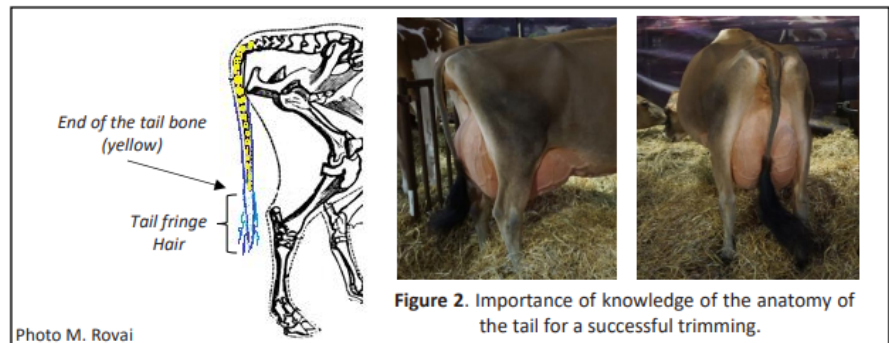 End of the tail bone
(yellow)
Tail fringe
Hair
Figure 2. Importance of knowledge of the anatomy of
the tail for a successful trimming.
Photo M. Rovai